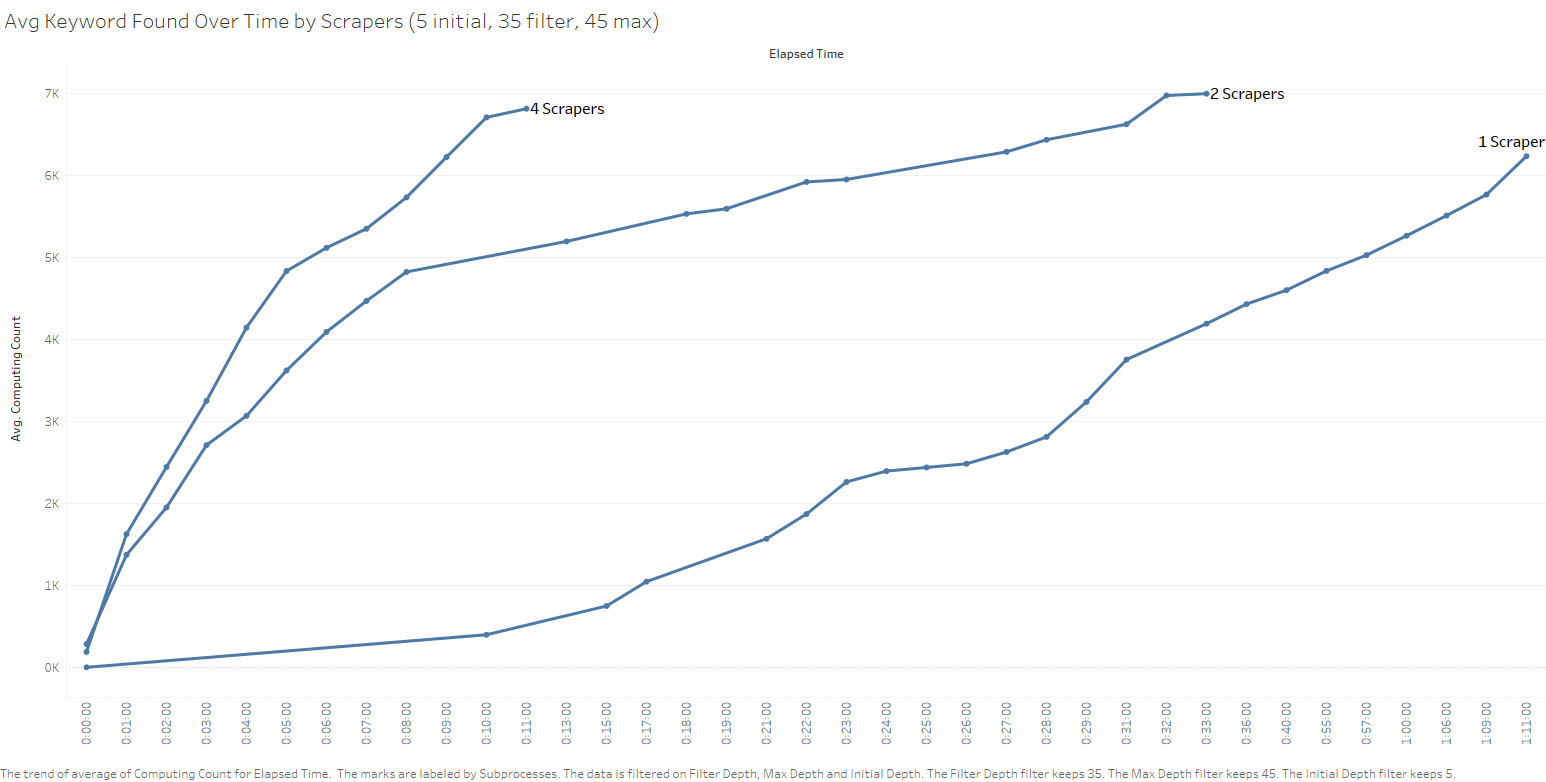 Avg Keyword Found Over Time by Scrapers (5 initial, 35 filter, 45 max)
Elapsed Time
7K
6K
5K
4K
3K
2K
1K
0K
Avg. Computing Count
4 Scrapers
2 Scrapers
1 Scraper
0:00:00
0:01:00
0:02:00
0:03:00
0:04:00
0:05:00
0:06:00
0:07:00
0:08:00
0:09:00
0:10:00
0:11:00
0:13:00
0:15:00
0:17:00
0:18:00
0:19:00
0:21:00
0:22:00
0:23:00
0:24:00
0:25:00
0:26:00
0:27:00
0:28:00
0:29:00
0:31:00
0:32:00
0:33:00
0:36:00
0:40:00
0:55:00
0:57:00
1:00:00
1:06:00
1:09:00
1:11:00
The trend of average of Computing Count for Elapsed Time.  The marks are labeled by Subprocesses. The data is filtered on Filter Depth, Max Depth and Initial Depth. The Filter Depth filter keeps 35. The Max Depth filter keeps 45. The Initial Depth filter keeps 5.